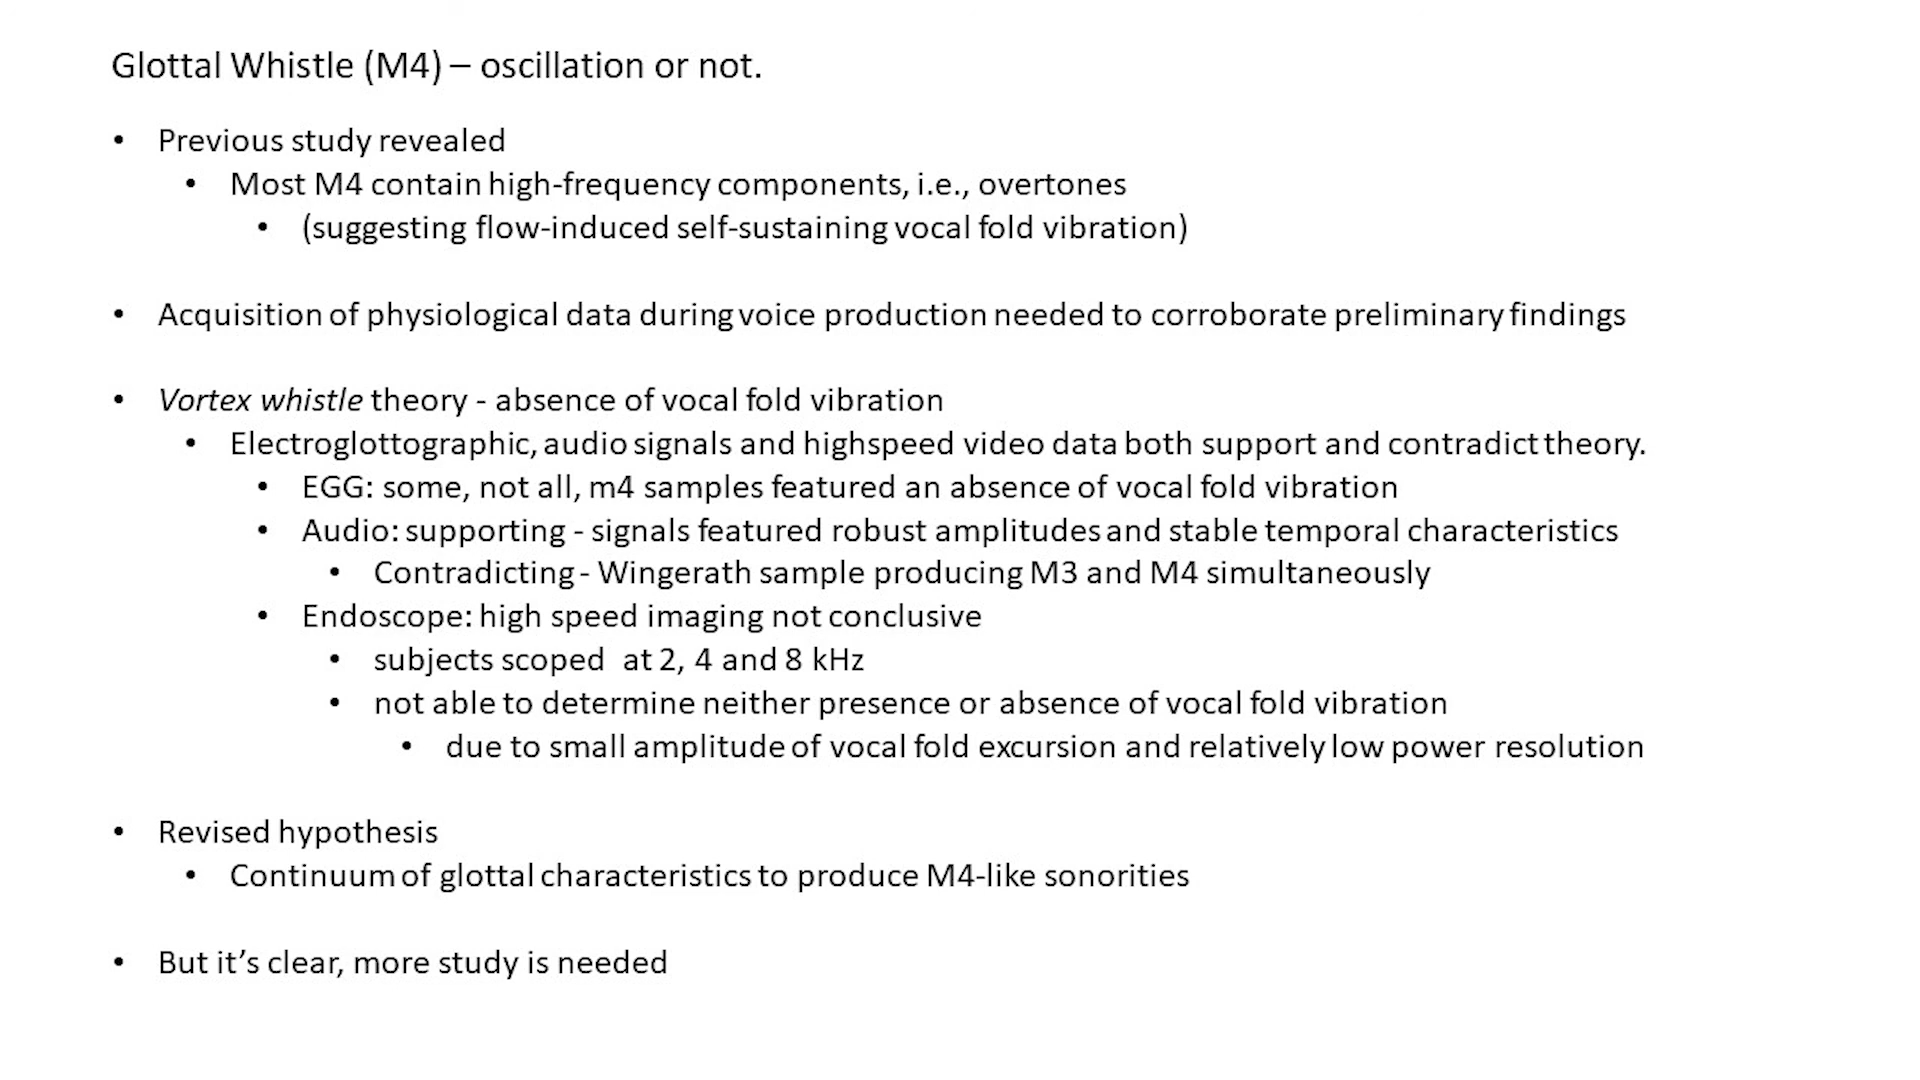 Glottal Whistle (M4) – oscillation or not.
• Previous study revealed
• Most M4 contain high-frequency components, i.e., overtones
• (suggesting flow-induced self-sustaining vocal fold vibration)
• Acquisition of physiological data during voice production needed to corroborate preliminary findings
• Vortex whistle theory - absence of vocal fold vibration
• Electroglottographic, audio signals and highspeed video data both support and contradict theory.
• EGG: some, not all, m4 samples featured an absence of vocal fold vibration
• Audio: supporting - signals featured robust amplitudes and stable temporal characteristics
• Contradicting - Wingerath sample producing M3 and M4 simultaneously
• Endoscope: high speed imaging not conclusive
• subjects scoped at 2, 4 and 8 kHz
• not able to determine neither presence or absence of vocal fold vibration
• due to small amplitude of vocal fold excursion and relatively low power resolution
• Revised hypothesis
• Continuum of glottal characteristics to produce M4-like sonorities
• But it’s clear, more study is needed